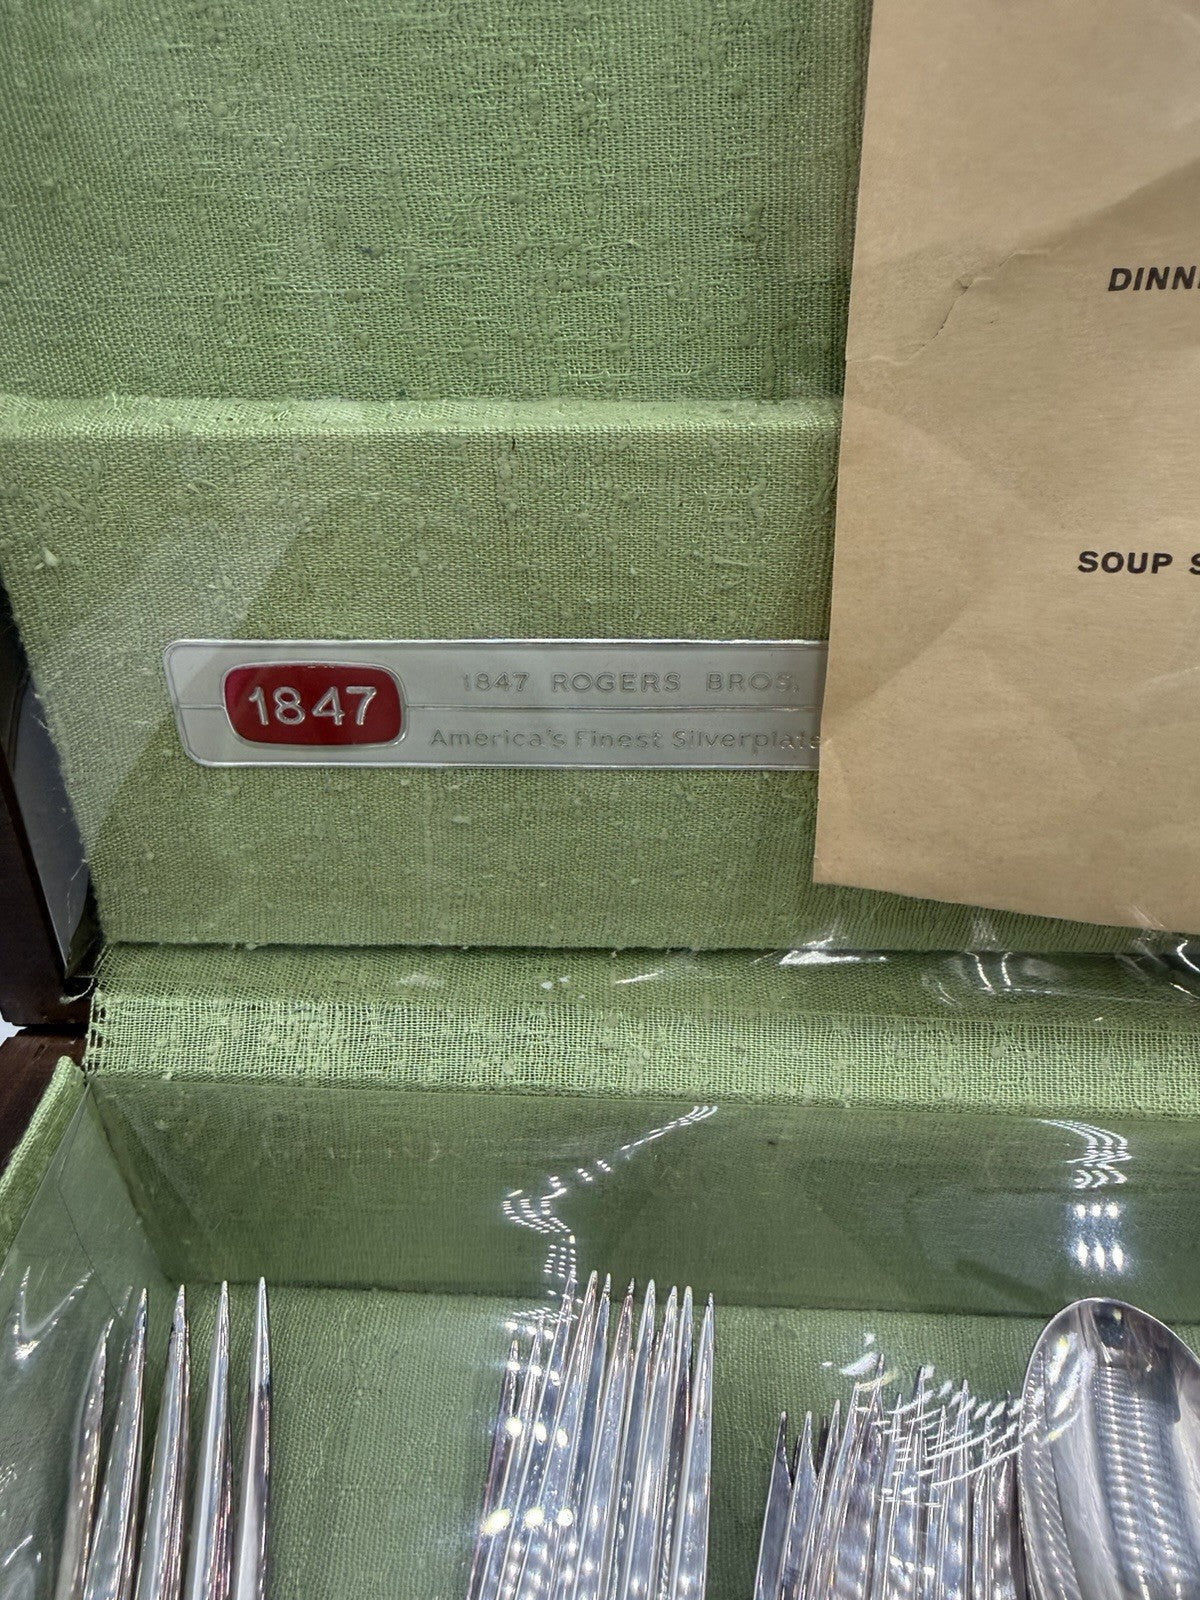 DINN
SOUP S
1847
1847 ROGERS BROS.
America's Finest Silverplate